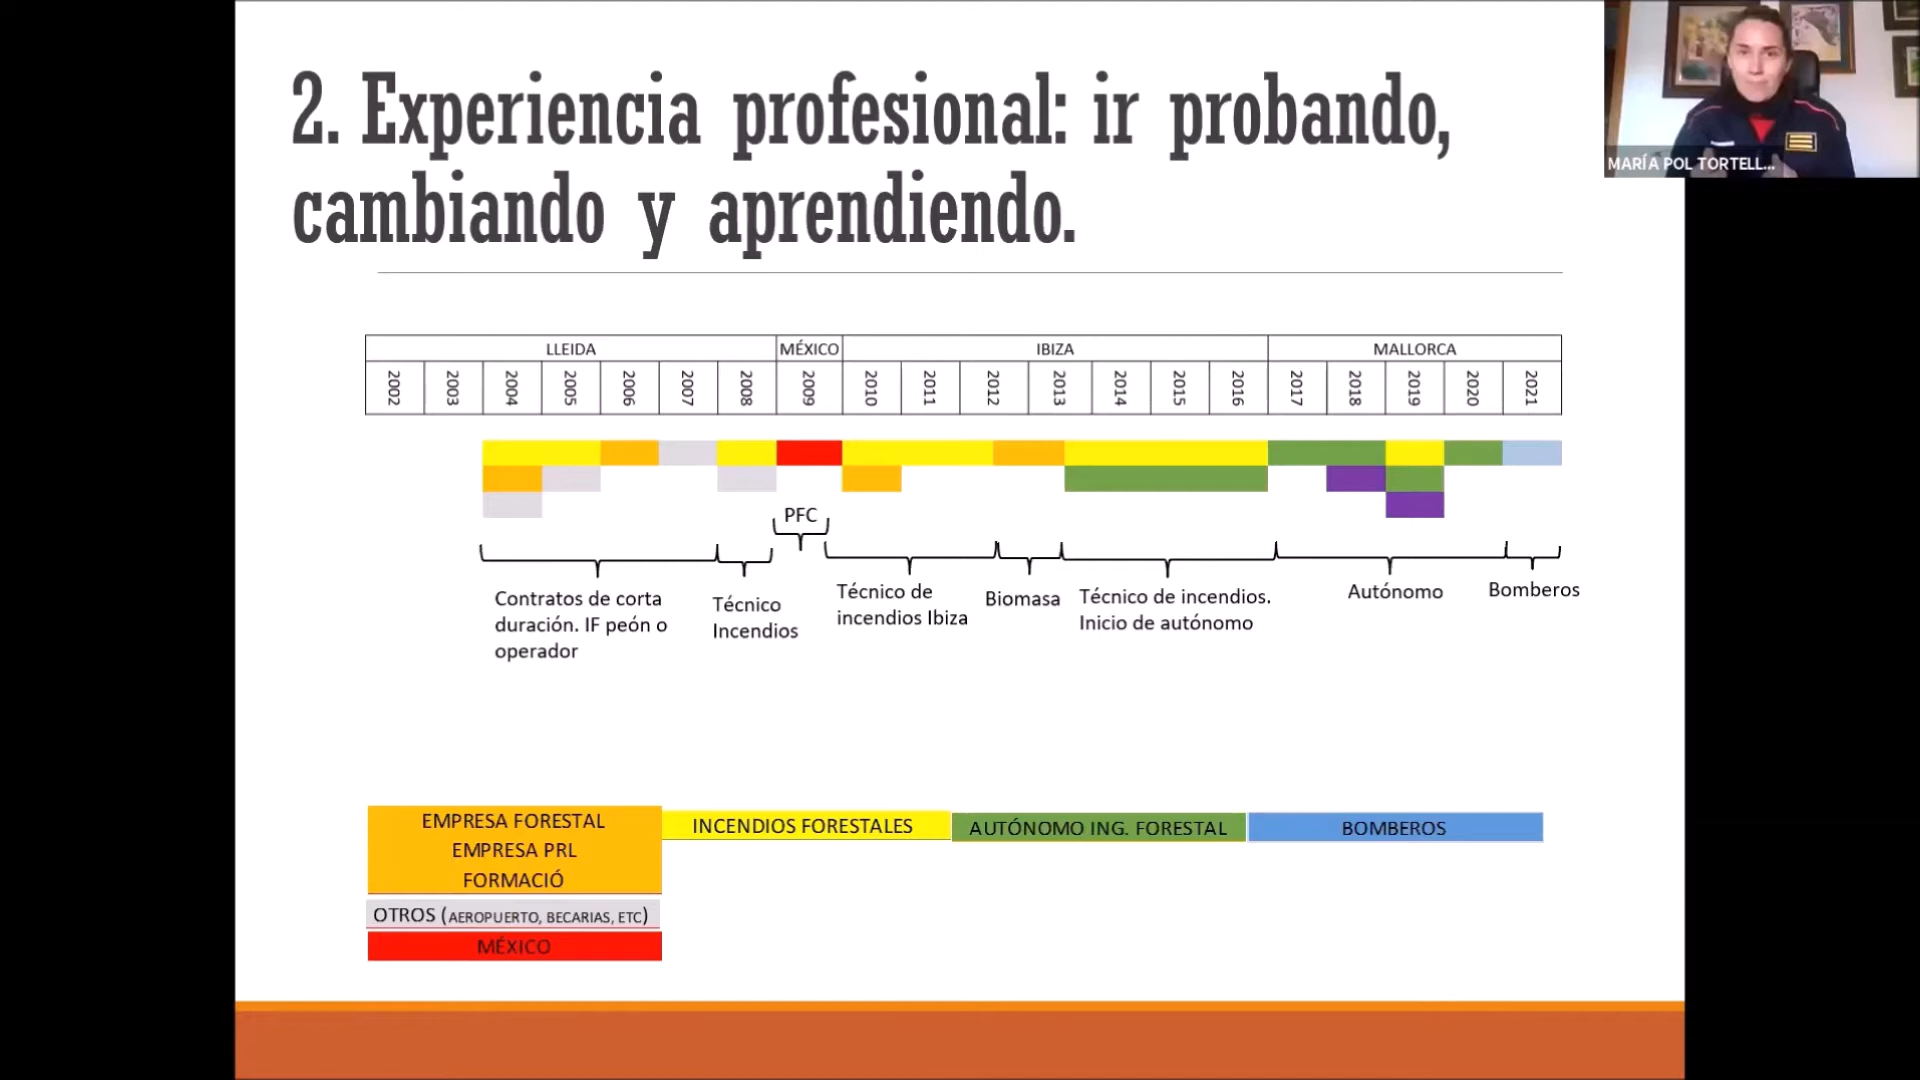 2. Experiencia profesional: ir probando,
cambiando y aprendiendo.
MARÍA POL TORTELL...
LLEIDA MÉXICO IBIZA MALLORCA
2002 2003 2004 2005 2006 2007 2008 2009 2010 2011 2012 2013 2014 2015 2016 2017 2018 2019 2020 2021
PFC
Contratos de corta
duración. IF peón o
operador
Técnico
Incendios
Técnico de
incendios Ibiza
Biomasa
Técnico de incendios.
Inicio de autónomo
Autónomo
Bomberos
EMPRESA FORESTAL
EMPRESA PRL
FORMACIÓ
INCENDIOS FORESTALES
AUTÓNOMO ING. FORESTAL
BOMBEROS
OTROS (AEROPUERTO, BECARIAS, ETC)
MÉXICO